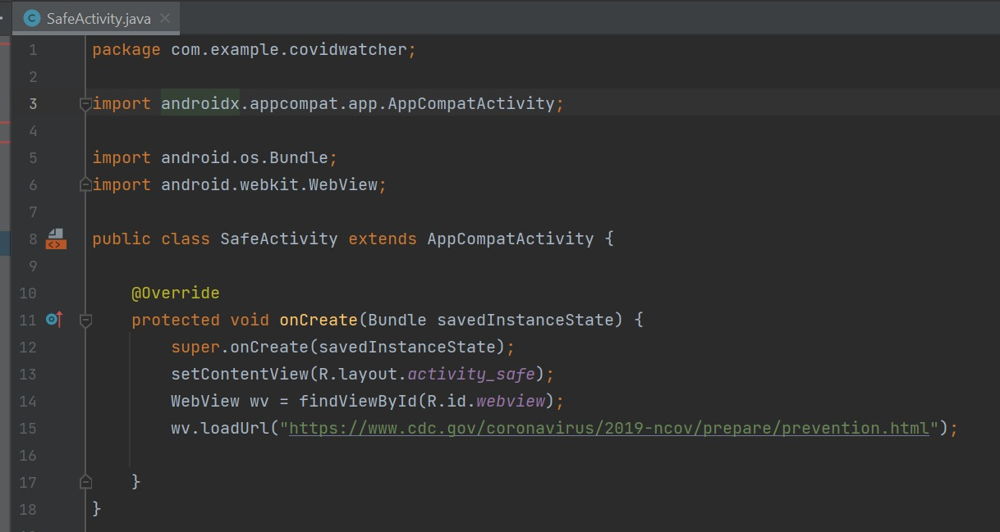 SafeActivity.java
1 package com.example.covidwatcher;
2
3 import androidx.appcompat.app.AppCompatActivity;
4
5 import android.os.Bundle;
6 import android.webkit.WebView;
7
8 public class SafeActivity extends AppCompatActivity {
9
10 @Override
11 protected void onCreate(Bundle savedInstanceState) {
12 super.onCreate(savedInstanceState);
13 setContentView(R.layout.activity_safe);
14 WebView wv = findViewById(R.id.webview);
15 wv.loadUrl("https://www.cdc.gov/coronavirus/2019-ncov/prepare/prevention.html");
16
17 }
18 }